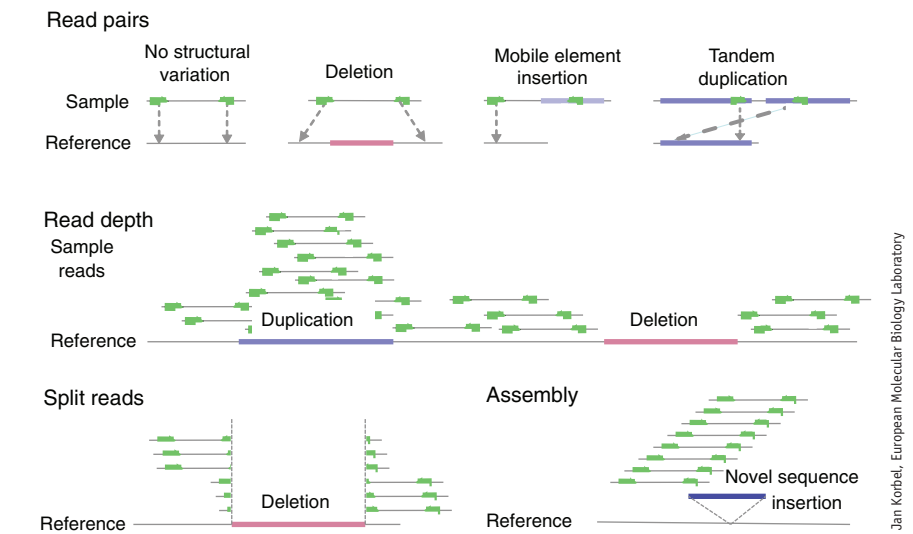 Read pairs
No structural
variation
Deletion
Mobile element
insertion
Tandem
duplication
Sample
Reference
Read depth
Sample
reads
Duplication
Deletion
Reference
Split reads
Deletion
Reference
Assembly
Novel sequence
insertion
Reference
Jan Korbel, European Molecular Biology Laboratory